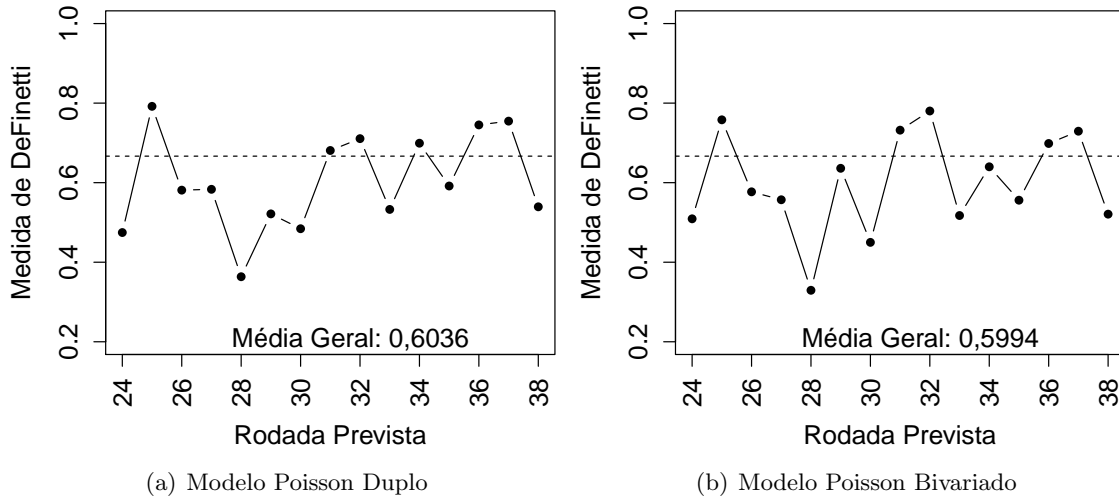 1.0
0.8
0.6
0.4
0.2
Medida de DeFinetti
Média Geral: 0,6036
24 26 28 30 32 34 36 38
Rodada Prevista
(a) Modelo Poisson Duplo
1.0
0.8
0.6
0.4
0.2
Medida de DeFinetti
Média Geral: 0,5994
24 26 28 30 32 34 36 38
Rodada Prevista
(b) Modelo Poisson Bivariado